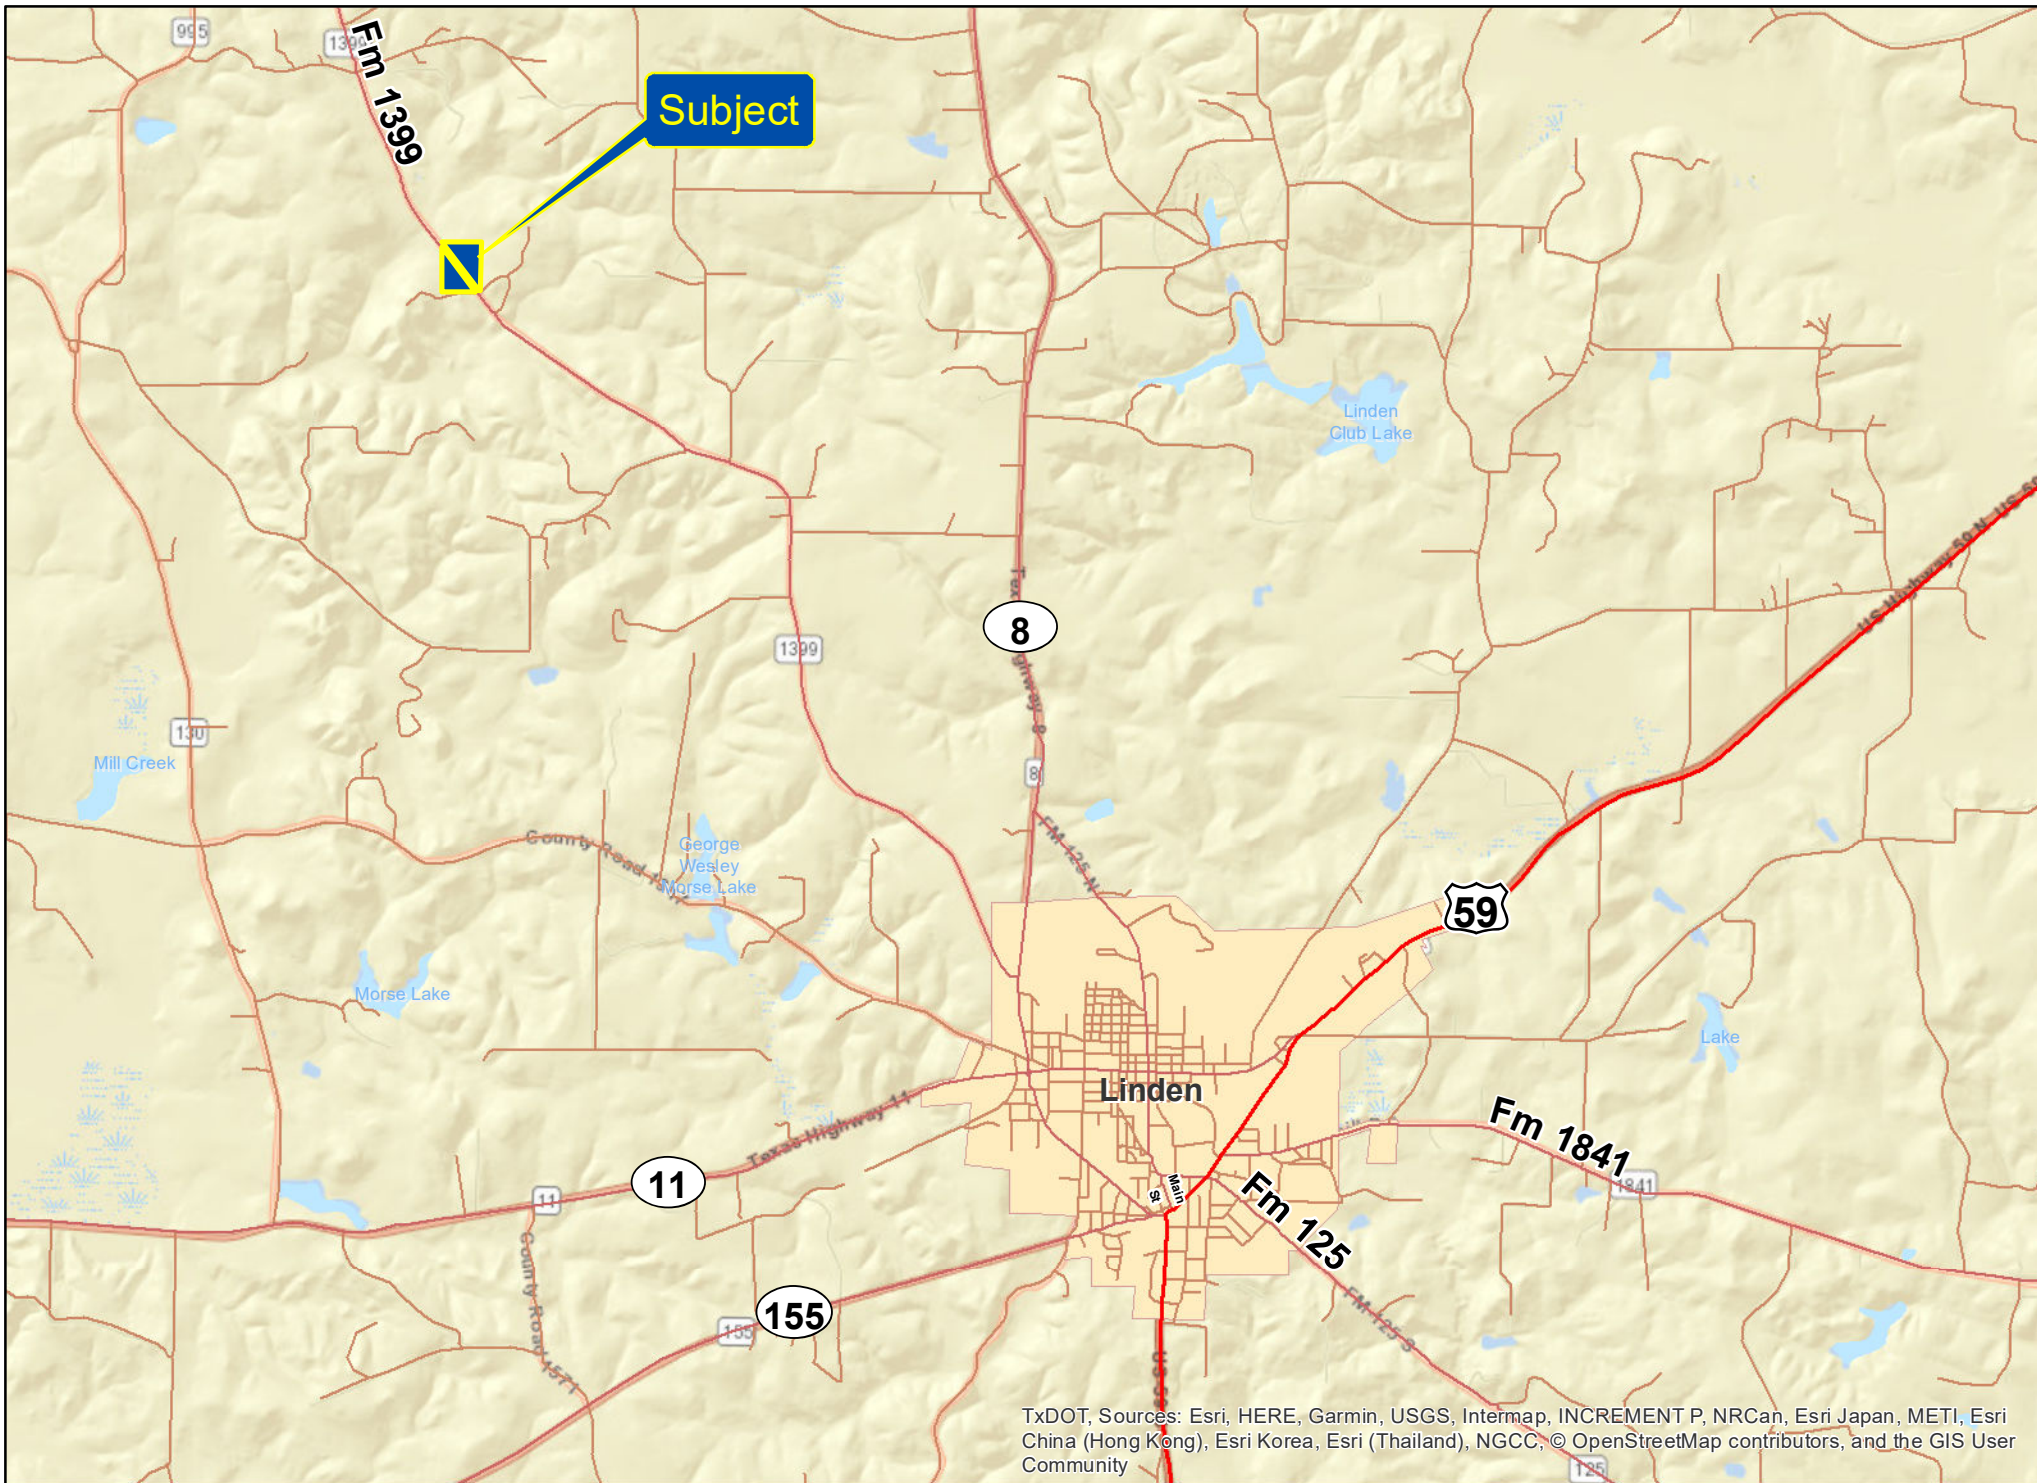 995
1399
Fm 1399
Subject
Linden
Club Lake
US Highway 59 N
8
1399
8
130
Mill Creek
FM 125 N
County Road
George
Wesley
Morse Lake
59
Morse Lake
Lake
Linden
Texas Highway 11
11
11
Fm 1841
1841
Main
St
Fm 125
County Road 1571
155
155
FM 125 S
TxDOT, Sources: Esri, HERE, Garmin, USGS, Intermap, INCREMENT P, NRCan, Esri Japan, METI, Esri
China (Hong Kong), Esri Korea, Esri (Thailand), NGCC, © OpenStreetMap contributors, and the GIS User
Community
125